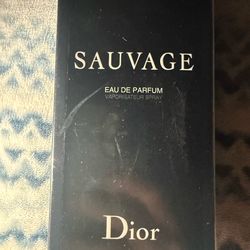 SAUVAGE
EAU DE PARFUM
VAPORISATEUR SPRAY
Dior